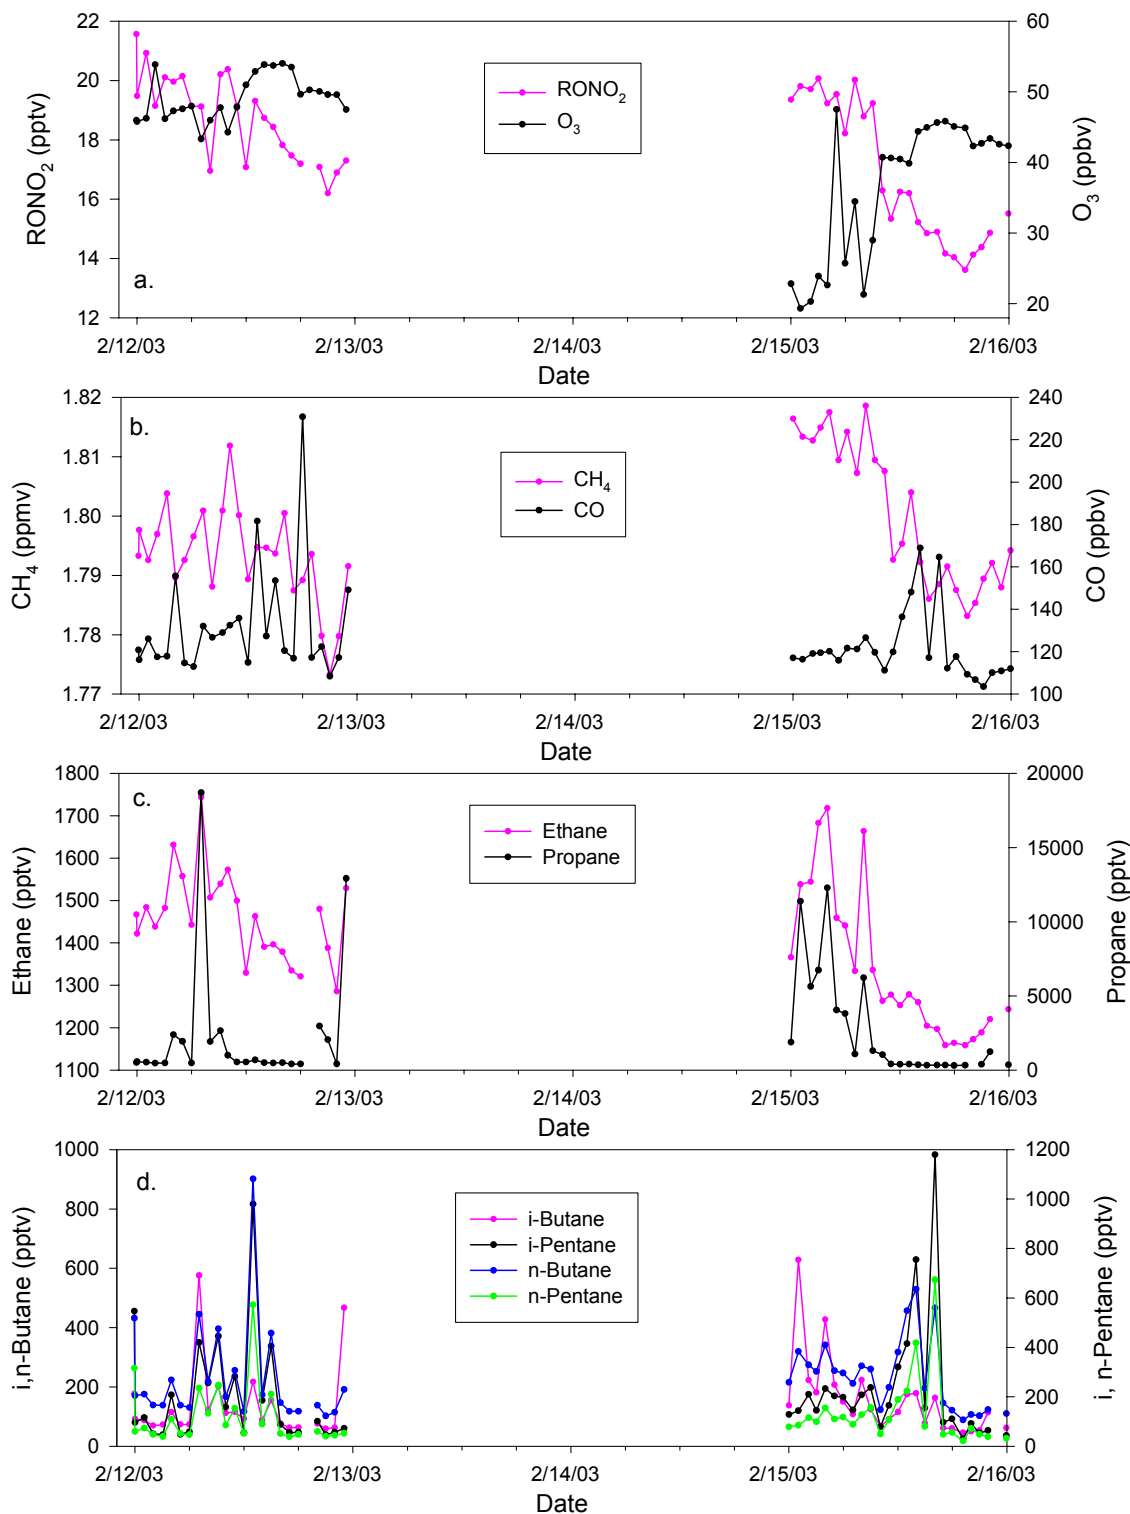 22
20
18
16
14
12
RONO2 (pptv)
60
50
40
30
20
O3 (ppbv)
RONO2
O3
a.
2/12/03 2/13/03 2/14/03 2/15/03 2/16/03
Date
1.82
1.81
1.80
1.79
1.78
1.77
CH4 (ppmv)
240
220
200
180
160
140
120
100
CO (ppbv)
b.
CH4
CO
2/12/03 2/13/03 2/14/03 2/15/03 2/16/03
Date
1800
1700
1600
1500
1400
1300
1200
1100
Ethane (pptv)
20000
15000
10000
5000
0
Propane (pptv)
c.
Ethane
Propane
2/12/03 2/13/03 2/14/03 2/15/03 2/16/03
Date
1000
800
600
400
200
0
i,n-Butane (pptv)
1200
1000
800
600
400
200
0
i, n-Pentane (pptv)
d.
i-Butane
i-Pentane
n-Butane
n-Pentane
2/12/03 2/13/03 2/14/03 2/15/03 2/16/03
Date